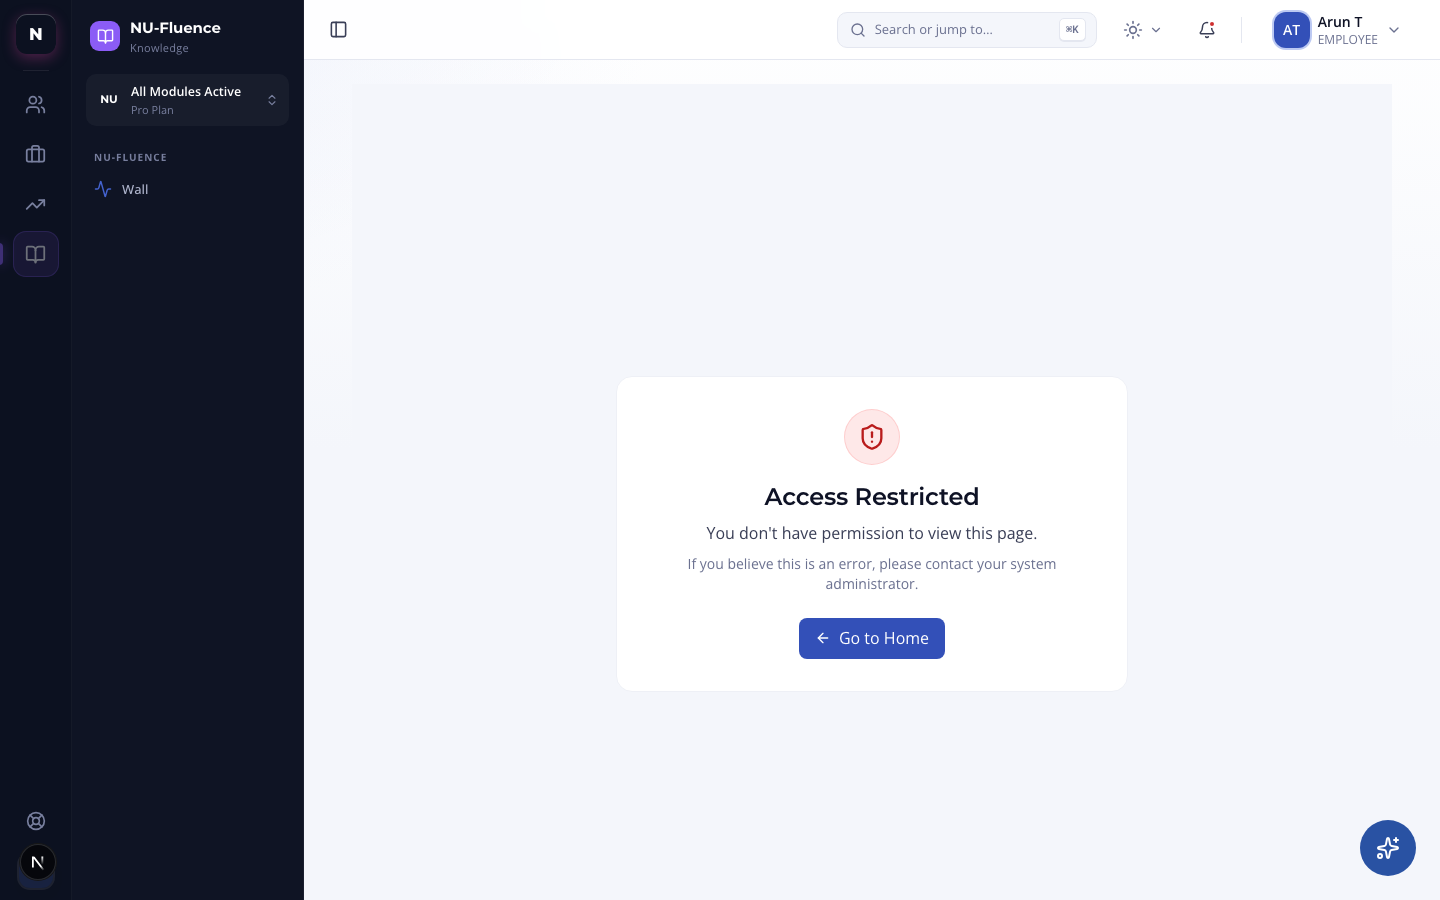 N
NU-Fluence
Knowledge
NU
All Modules Active
Pro Plan
NU-FLUENCE
Wall
Search or jump to...
⌘K
AT
Arun T
EMPLOYEE
Access Restricted
You don't have permission to view this page.
If you believe this is an error, please contact your system
administrator.
Go to Home
N